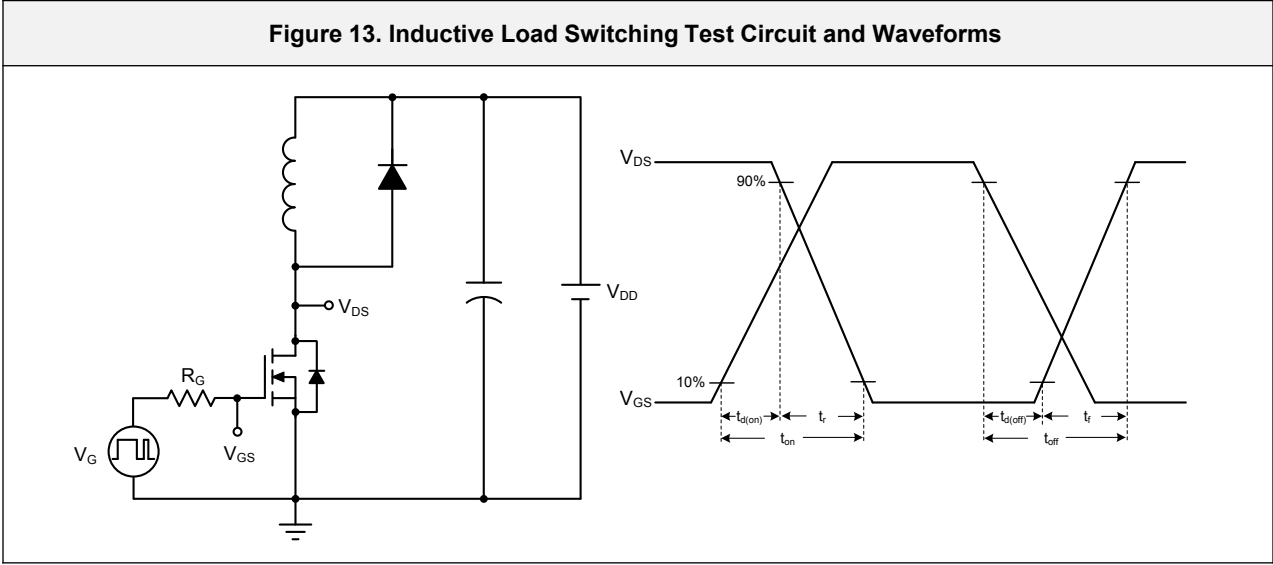 Figure 13. Inductive Load Switching Test Circuit and Waveforms
VDS
VDD
RG
VG
VGS
VDS
90%
10%
VGS
td(on)
tr
ton
td(off)
tf
toff